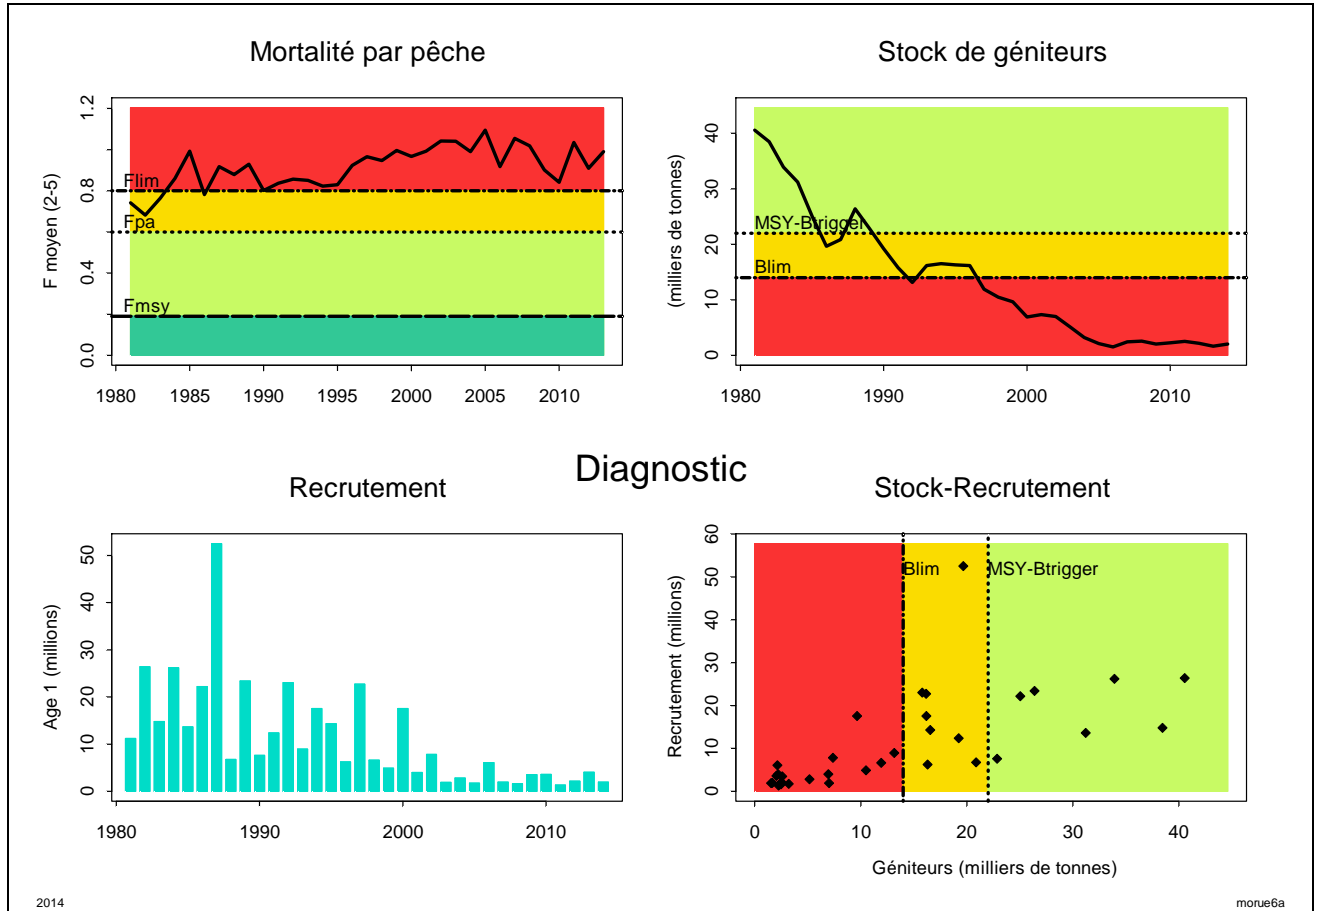 Mortalité par pêche
F moyen (2-5)
1.2
0.8
0.4
0.0
Flim
Fpa
Fmsy
1980 1985 1990 1995 2000 2005 2010
Stock de géniteurs
(milliers de tonnes)
40
30
20
10
0
MSY-Btrigger
Blim
1980 1990 2000 2010
Diagnostic
Recrutement
Age 1 (millions)
50
40
30
20
10
0
1980 1990 2000 2010
Stock-Recrutement
Recrutement (millions)
60
50
40
30
20
10
0
Blim MSY-Btrigger
0 10 20 30 40
Géniteurs (milliers de tonnes)
2014
morue6a